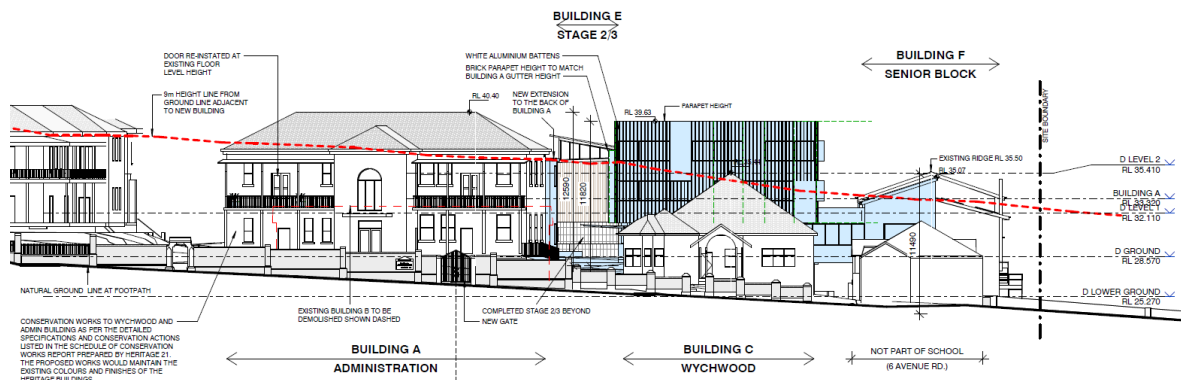 BUILDING E
STAGE 2/3
DOOR RE-INSTATED AT
EXISTING FLOOR
LEVEL HEIGHT
WHITE ALUMINIUM BATTENS
BRICK PARAPET HEIGHT TO MATCH
BUILDING A GUTTER HEIGHT
BUILDING F
SENIOR BLOCK
9m HEIGHT LINE FROM
GROUND LINE ADJACENT
TO NEW BUILDING
RL 40.40
NEW EXTENSION
TO THE BACK OF
BUILDING A
RL 39.63
PARAPET HEIGHT
SITE BOUNDARY
EXISTING RIDGE RL 35.50
RL 35.07
D LEVEL 2
RL 35.410
BUILDING A
RL 33.320
D LEVEL 1
RL 32.110
12590
11820
11490
D GROUND
RL 28.570
D LOWER GROUND
RL 25.270
NATURAL GROUND LINE AT FOOTPATH
CONSERVATION WORKS TO WYCHWOOD AND
ADMIN BUILDING AS PER THE DETAILED
SPECIFICATIONS AND CONSERVATION ACTIONS
LISTED IN THE SCHEDULE OF CONSERVATION
WORKS REPORT PREPARED BY HERITAGE 21.
THE PROPOSED WORKS WOULD MAINTAIN THE
EXISTING COLOURS AND FINISHES OF THE
HERITAGE BUILDINGS
EXISTING BUILDING B TO BE
DEMOLISHED SHOWN DASHED
COMPLETED STAGE 2/3 BEYOND
NEW GATE
BUILDING A
ADMINISTRATION
BUILDING C
WYCHWOOD
NOT PART OF SCHOOL
(6 AVENUE RD.)